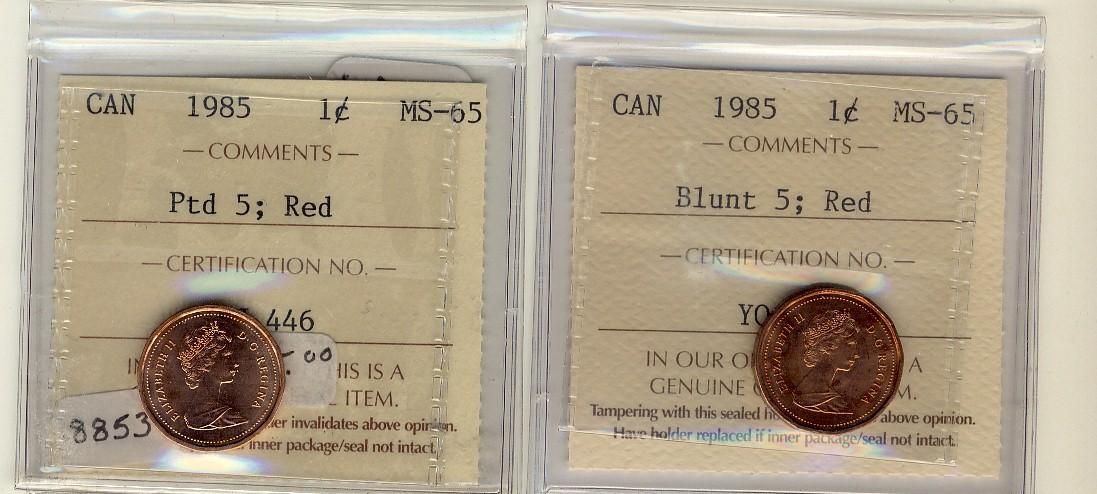 CAN 1985 1¢ MS-65
— COMMENTS —
Ptd 5; Red
— CERTIFICATION NO. —
446
ELIZABETH II D·G·REGINA
-00
HIS IS A
ITEM.
8853
invalidates above opinion.
inner package/seal not intact.
CAN 1985 1¢ MS-65
— COMMENTS —
Blunt 5; Red
— CERTIFICATION NO. —
YO
ELIZABETH II D·G·REGINA
IN OUR O A
GENUINE M.
Tampering with this sealed above opinion.
Have holder replaced if inner package/seal not intact.